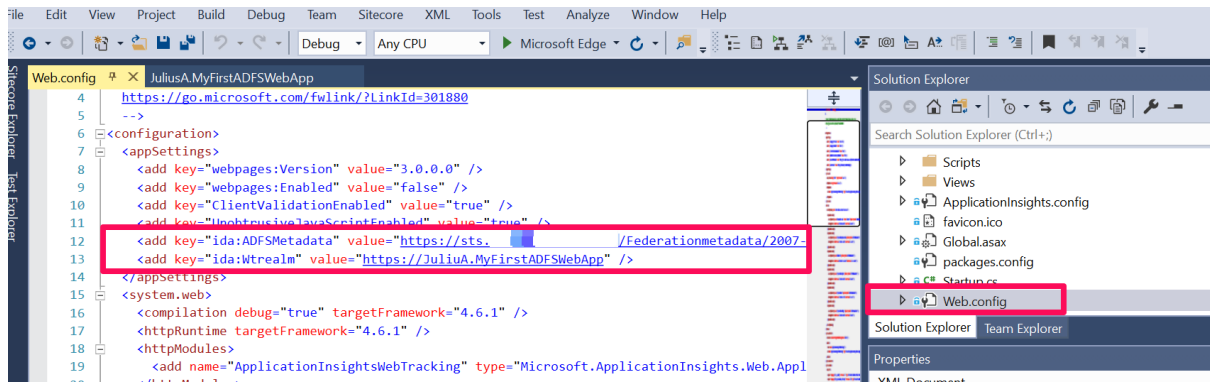 File Edit View Project Build Debug Team Sitecore XML Tools Test Analyze Window Help
Debug Any CPU Microsoft Edge
Sitecore Explorer
Test Explorer
Web.config JuliusA.MyFirstADFSWebApp
4 https://go.microsoft.com/fwlink/?LinkId=301880
5 -->
6 <configuration>
7 <appSettings>
8 <add key="webpages:Version" value="3.0.0.0" />
9 <add key="webpages:Enabled" value="false" />
10 <add key="ClientValidationEnabled" value="true" />
11 <add key="UnobtrusiveJavaScriptEnabled" value="true" />
12 <add key="ida:ADFSMetadata" value="https://sts. /Federationmetadata/2007-
13 <add key="ida:Wtrealm" value="https://JuliuA.MyFirstADFSWebApp" />
14 </appSettings>
15 <system.web>
16 <compilation debug="true" targetFramework="4.6.1" />
17 <httpRuntime targetFramework="4.6.1" />
18 <httpModules>
19 <add name="ApplicationInsightsWebTracking" type="Microsoft.ApplicationInsights.Web.Appl
Solution Explorer
Search Solution Explorer (Ctrl+;)
Scripts
Views
ApplicationInsights.config
favicon.ico
Global.asax
packages.config
C# Startup.cs
Web.config
Solution Explorer Team Explorer
Properties
XML Document